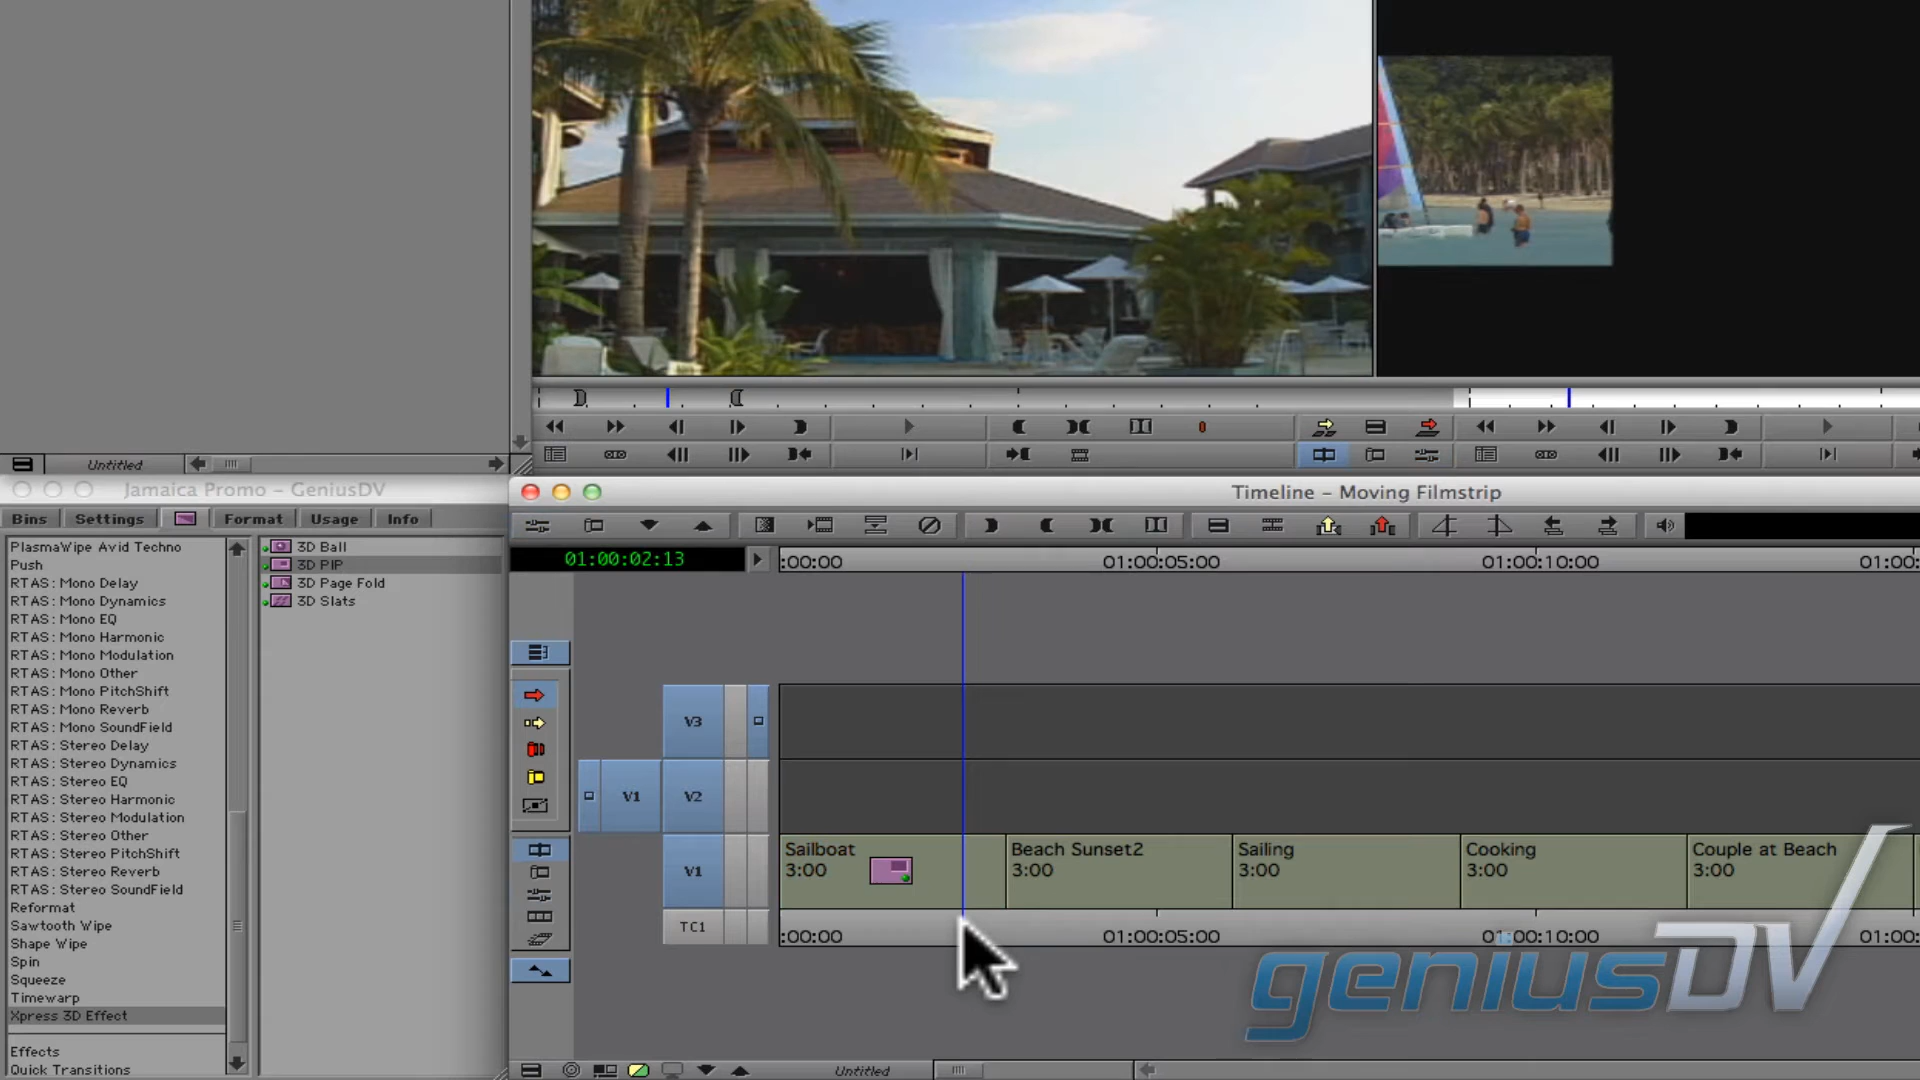 Untitled
Jamaica Promo – GeniusDV
Bins Settings Format Usage Info
PlasmaWipe Avid Techno
Push
RTAS: Mono Delay
RTAS: Mono Dynamics
RTAS: Mono EQ
RTAS: Mono Harmonic
RTAS: Mono Modulation
RTAS: Mono Other
RTAS: Mono PitchShift
RTAS: Mono Reverb
RTAS: Mono SoundField
RTAS: Stereo Delay
RTAS: Stereo Dynamics
RTAS: Stereo EQ
RTAS: Stereo Harmonic
RTAS: Stereo Modulation
RTAS: Stereo Other
RTAS: Stereo PitchShift
RTAS: Stereo Reverb
RTAS: Stereo SoundField
Reformat
Sawtooth Wipe
Shape Wipe
Spin
Squeeze
Timewarp
Xpress 3D Effect
Effects
Quick Transitions
3D Ball
3D PIP
3D Page Fold
3D Slats
Timeline – Moving Filmstrip
01:00:02:13
:00:00 01:00:05:00 01:00:10:00 01:00:
V3
V1 V2
V1
Sailboat Beach Sunset2 Sailing Cooking Couple at Beach
3:00 3:00 3:00 3:00 3:00
TC1
:00:00 01:00:05:00 01:00:10:00 01:00:
geniusDV
Untitled